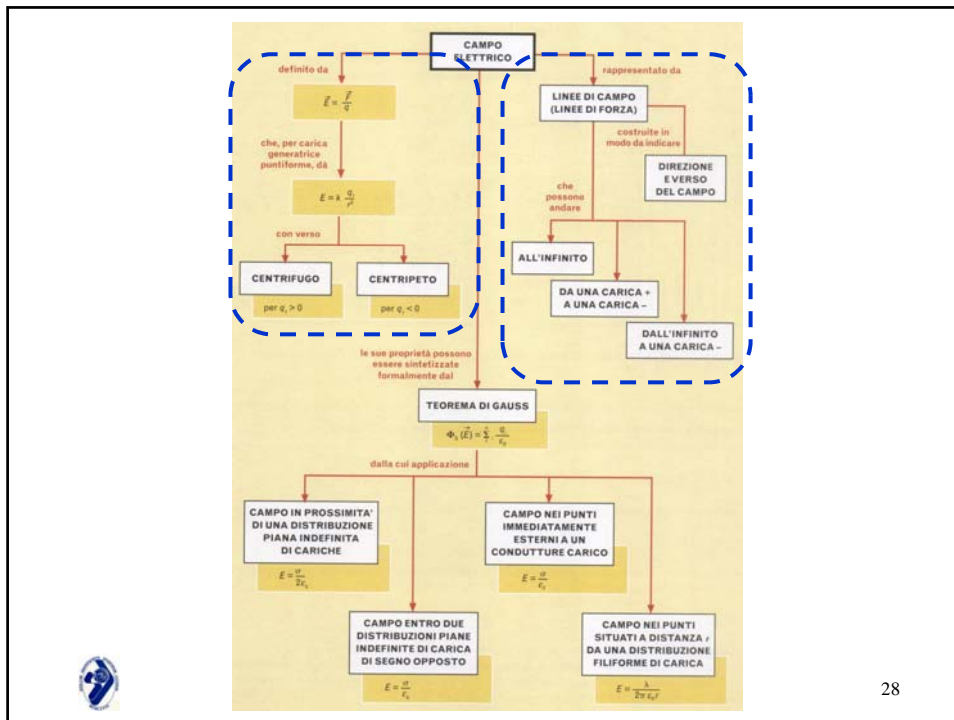 CAMPO
ELETTRICO
definito da
E⃗ = F⃗/q
che, per carica
generatrice
puntiforme, dà
E = k q₁/r²
con verso
CENTRIFUGO
per q₁ > 0
CENTRIPETO
per q₁ < 0
rappresentato da
LINEE DI CAMPO
(LINEE DI FORZA)
costruite in
modo da indicare
DIREZIONE
E VERSO
DEL CAMPO
che
possono
andare
ALL'INFINITO
DA UNA CARICA +
A UNA CARICA –
DALL'INFINITO
A UNA CARICA –
le sue proprietà possono
essere sintetizzate
formalmente dal
TEOREMA DI GAUSS
dalla cui applicazione
CAMPO IN PROSSIMITA'
DI UNA DISTRIBUZIONE
PIANA INDEFINITA
DI CARICHE
E = σ/2ε₀
CAMPO ENTRO DUE
DISTRIBUZIONI PIANE
INDEFINITE DI CARICA
DI SEGNO OPPOSTO
E = σ/ε₀
CAMPO NEI PUNTI
IMMEDIATAMENTE
ESTERNI A UN
CONDUTTURE CARICO
E = σ/ε₀
CAMPO NEI PUNTI
SITUATI A DISTANZA r
DA UNA DISTRIBUZIONE
FILIFORME DI CARICA
E = λ/2π ε₀r
28